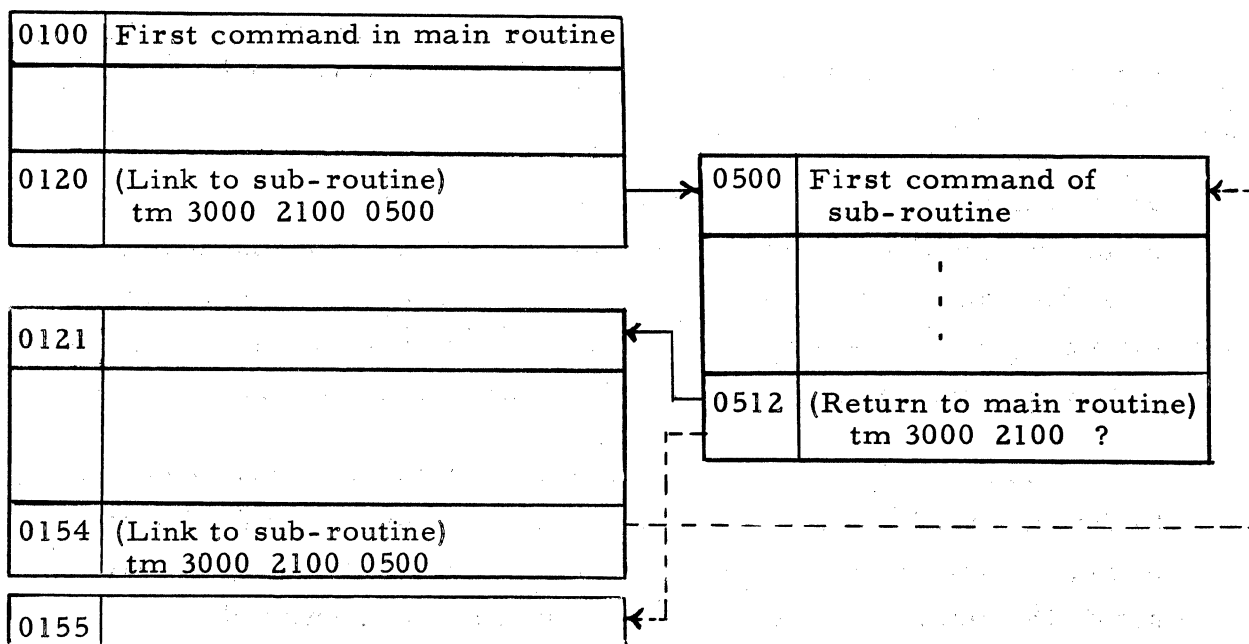 0100 First command in main routine
0120 (Link to sub-routine)
tm 3000 2100 0500
0500 First command of
sub-routine
0121
0512 (Return to main routine)
tm 3000 2100 ?
0154 (Link to sub-routine)
tm 3000 2100 0500
0155